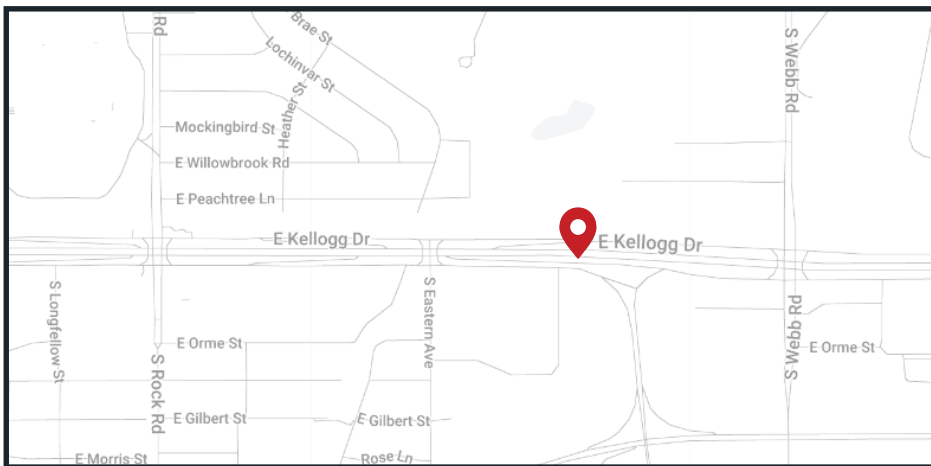 Rd
Brae St
Lochinvar St
Heather St
S Webb Rd
Mockingbird St
E Willowbrook Rd
E Peachtree Ln
E Kellogg Dr
E Kellogg Dr
S Longfellow St
S Eastern Ave
S Webb Rd
E Orme St
E Orme St
S Rock Rd
E Gilbert St
E Gilbert St
E Morris St
Rose Ln